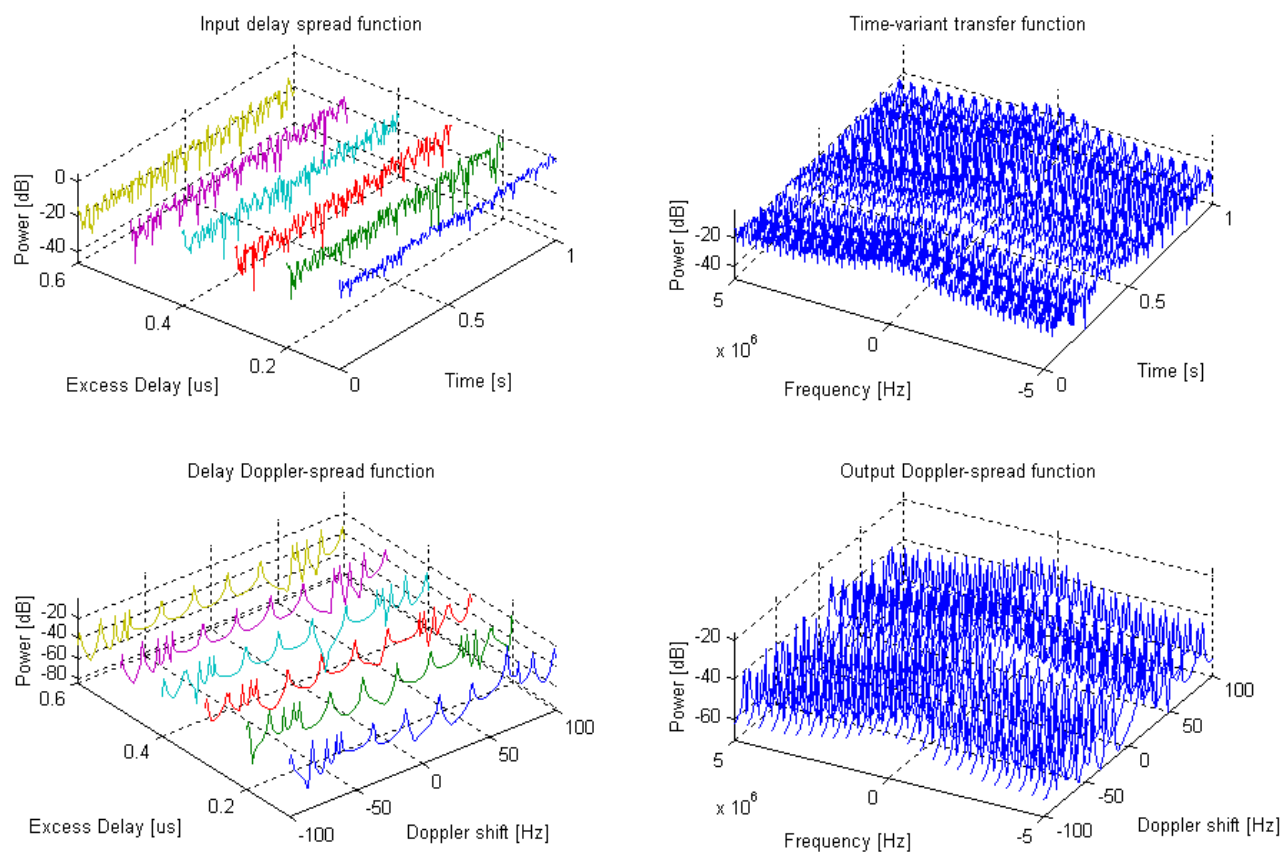 Input delay spread function
Power [dB]
0
-20
-40
0.6
0.4
0.2
Excess Delay [us]
0
0.5
1
Time [s]
Time-variant transfer function
Power [dB]
-20
-40
5
0
-5
x 10^6
Frequency [Hz]
0
0.5
1
Time [s]
Delay Doppler-spread function
Power [dB]
-20
-40
-60
-80
0.6
0.4
0.2
Excess Delay [us]
-100
-50
0
50
100
Doppler shift [Hz]
Output Doppler-spread function
Power [dB]
-20
-40
-60
5
0
-5
x 10^6
Frequency [Hz]
-100
-50
0
50
100
Doppler shift [Hz]